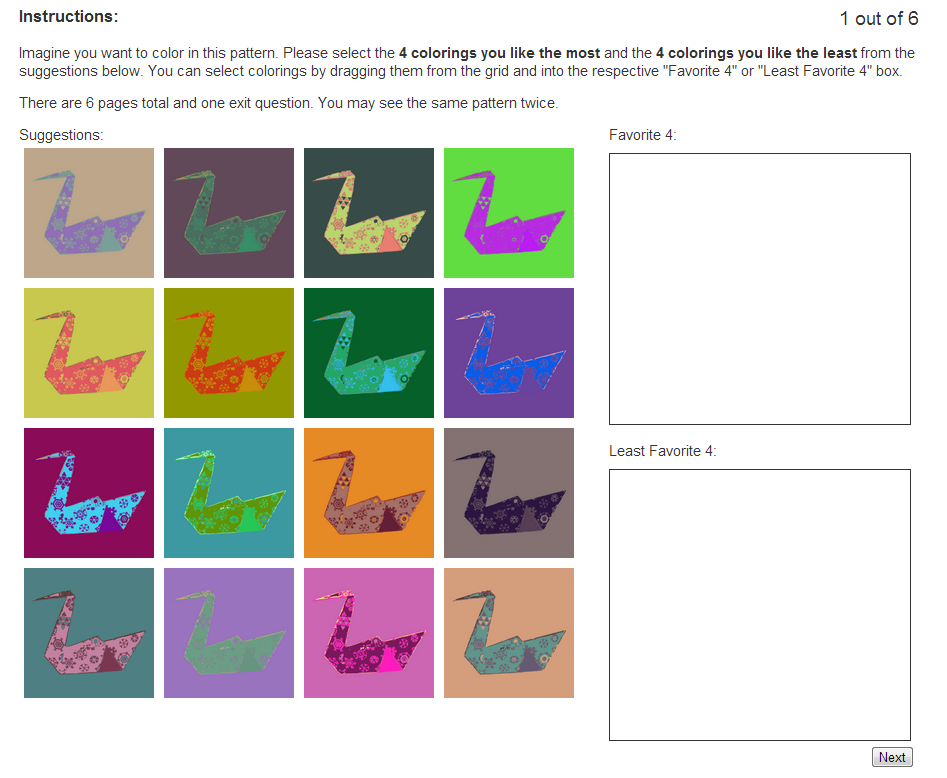 Instructions:
1 out of 6
Imagine you want to color in this pattern. Please select the 4 colorings you like the most and the 4 colorings you like the least from the
suggestions below. You can select colorings by dragging them from the grid and into the respective "Favorite 4" or "Least Favorite 4" box.
There are 6 pages total and one exit question. You may see the same pattern twice.
Suggestions:
Favorite 4:
Least Favorite 4:
Next